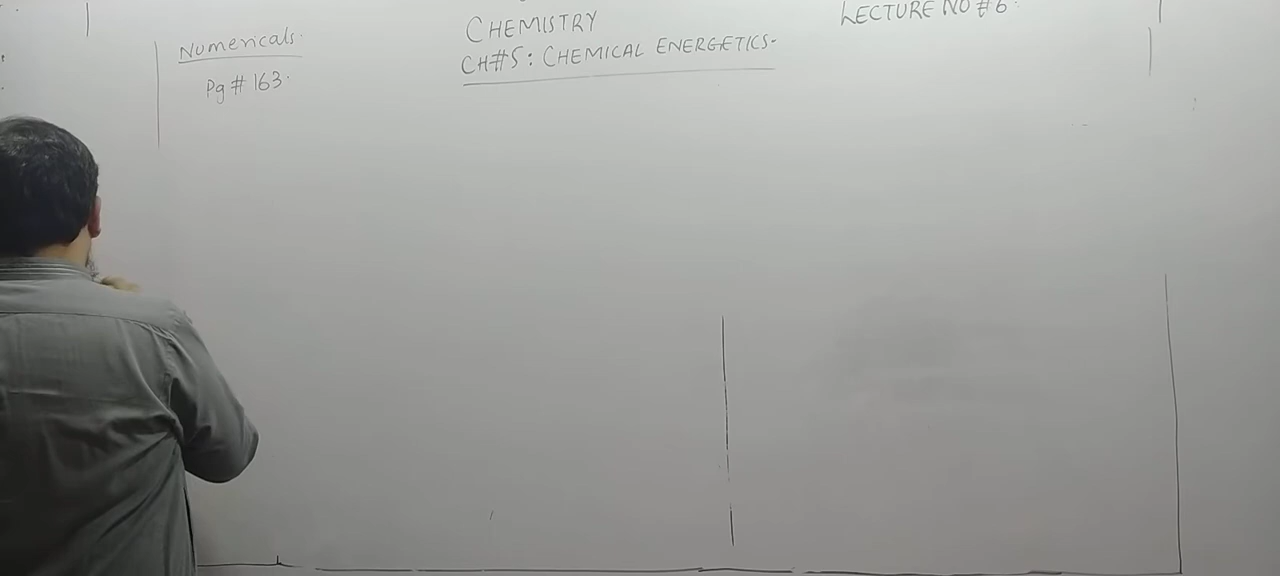 CHEMISTRY
LECTURE NO # 6.
CH#5: CHEMICAL ENERGETICS.
Numericals.
Pg # 163.